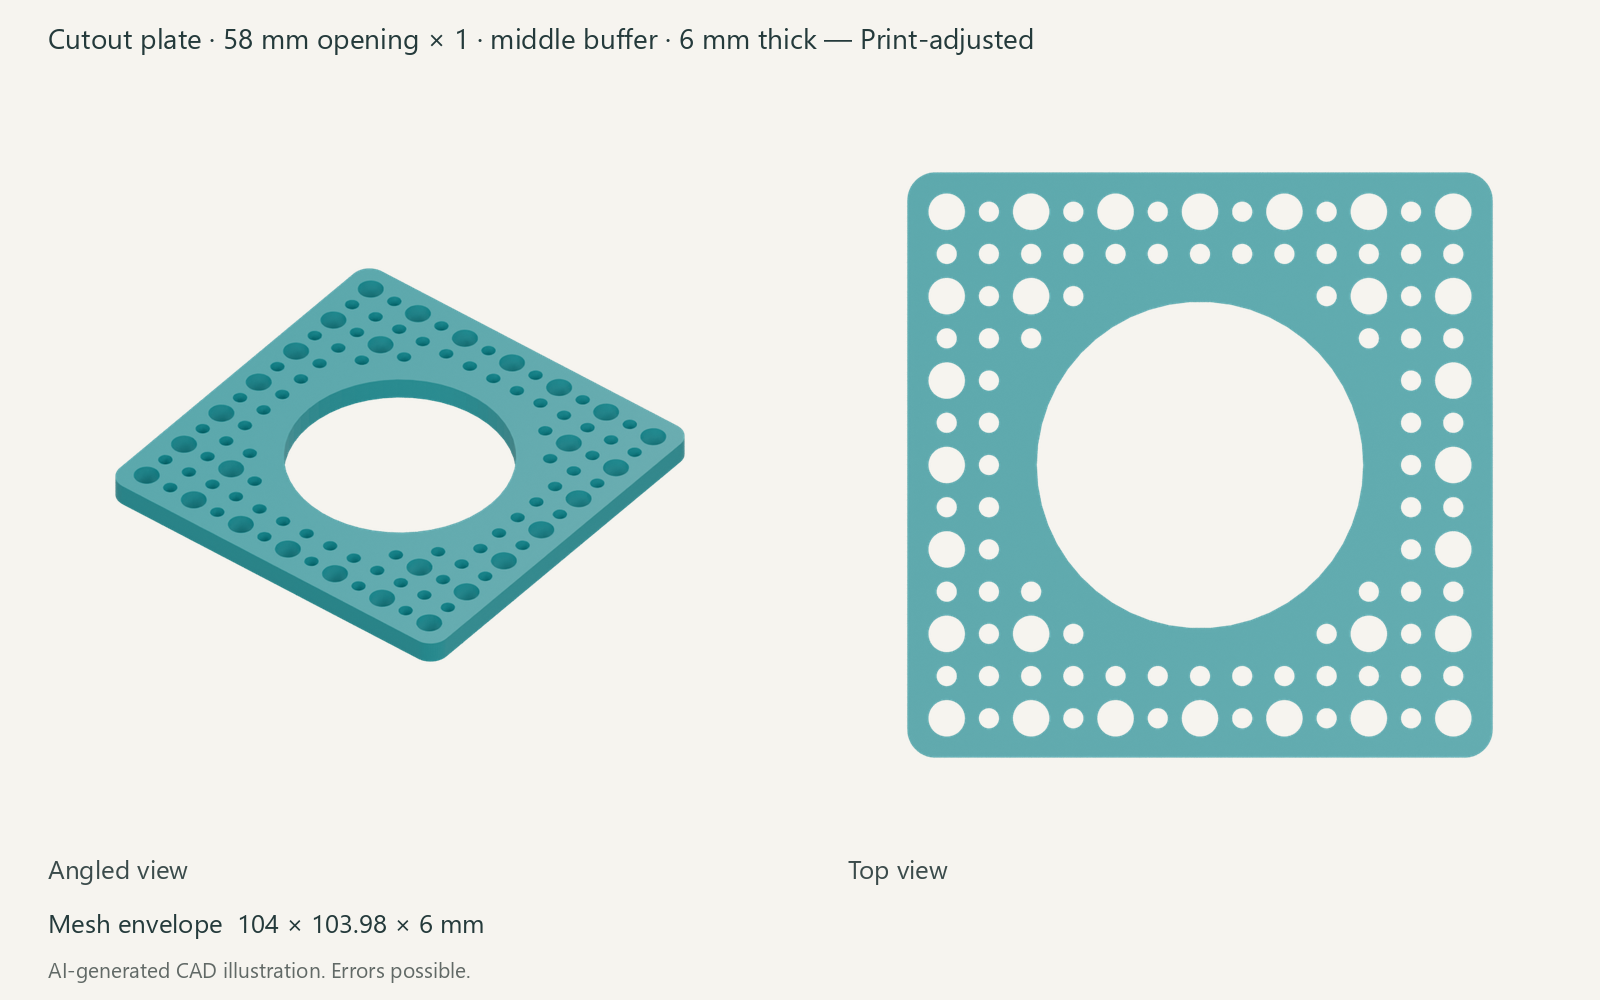 Cutout plate · 58 mm opening × 1 · middle buffer · 6 mm thick — Print-adjusted
Angled view
Top view
Mesh envelope  104 × 103.98 × 6 mm
AI-generated CAD illustration. Errors possible.